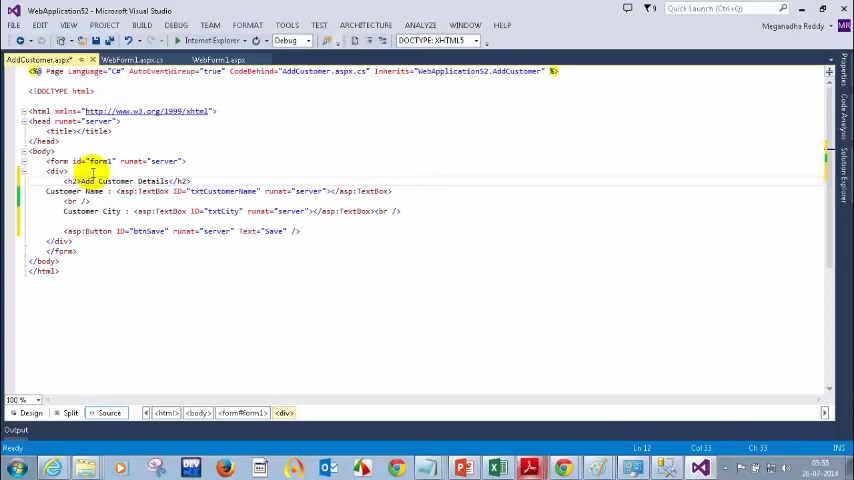 WebApplication52 - Microsoft Visual Studio
9
Quick Launch (Ctrl+Q)
FILE EDIT VIEW PROJECT BUILD DEBUG TEAM FORMAT TOOLS TEST ARCHITECTURE ANALYZE WINDOW HELP
Meganadha Reddy MR
Internet Explorer Debug DOCTYPE: XHTML5
AddCustomer.aspx* WebForm1.aspx.cs WebForm1.aspx
<%@ Page Language="C#" AutoEventWireup="true" CodeBehind="AddCustomer.aspx.cs" Inherits="WebApplication52.AddCustomer" %>
<!DOCTYPE html>
<html xmlns="http://www.w3.org/1999/xhtml">
<head runat="server">
<title></title>
</head>
<body>
<form id="form1" runat="server">
<div>
<h2>Add Customer Details</h2>
Customer Name : <asp:TextBox ID="txtCustomerName" runat="server"></asp:TextBox>
<br />
Customer City : <asp:TextBox ID="txtCity" runat="server"></asp:TextBox><br />
<asp:Button ID="btnSave" runat="server" Text="Save" />
</div>
</form>
</body>
</html>
Properties
Solution Explorer
100 %
Design Split Source <html> <body> <form#form1> <div>
Output
Ready Ln 12 Col 33 Ch 33 INS
DEV
05:55
26-07-2014